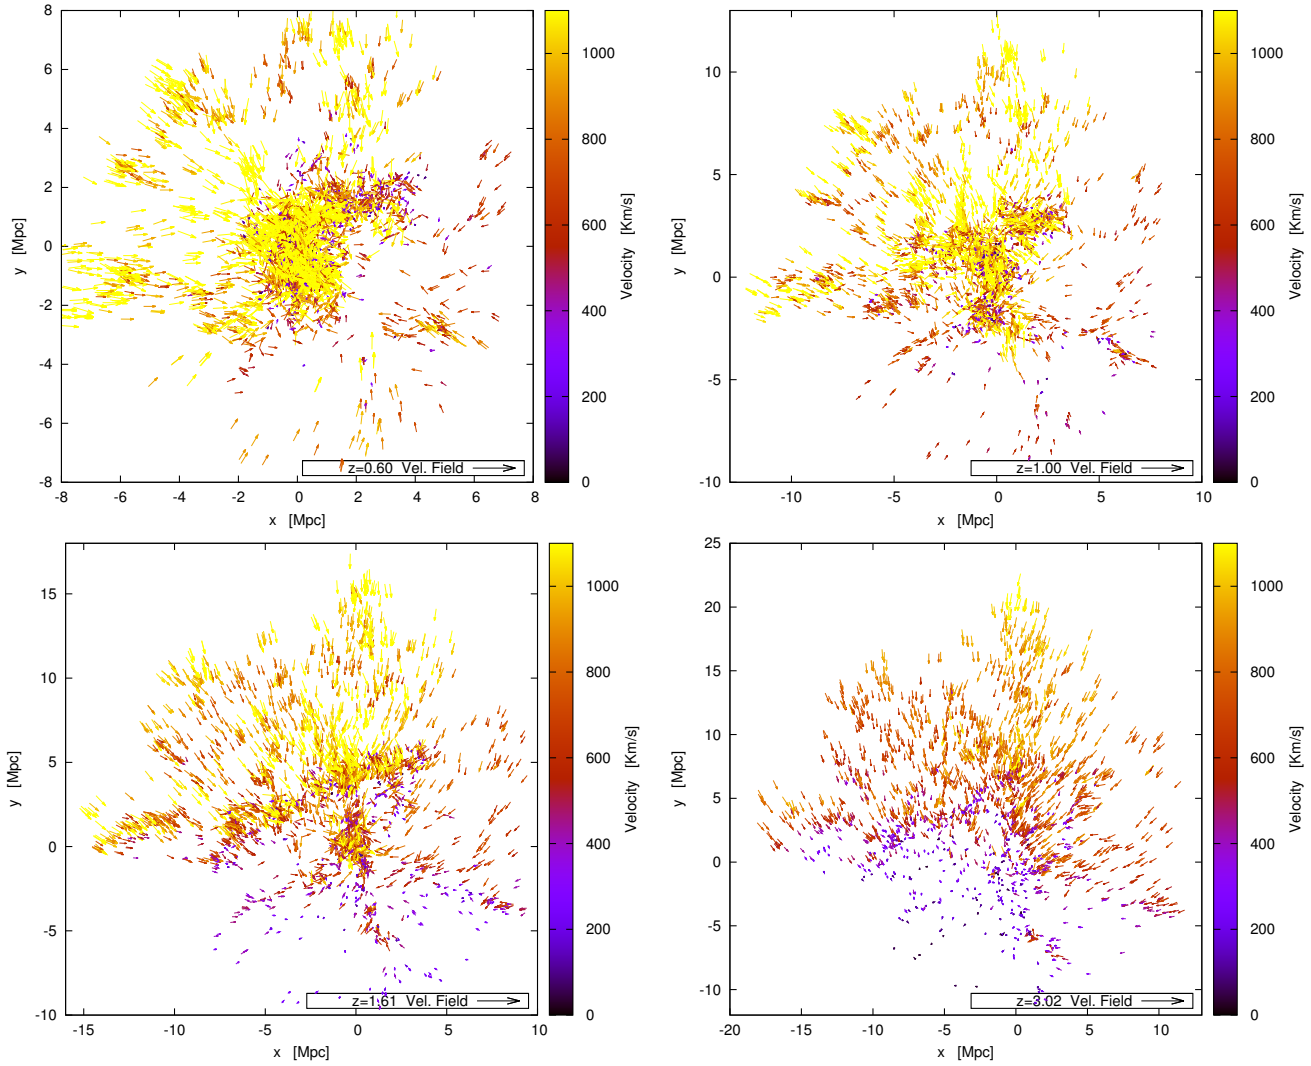 8
6
4
2
0
-2
-4
-6
-8
y [Mpc]
-8 -6 -4 -2 0 2 4 6 8
x [Mpc]
z=0.60 Vel. Field
1000
800
600
400
200
0
Velocity [Km/s]
10
5
0
-5
-10
y [Mpc]
-10 -5 0 5 10
x [Mpc]
z=1.00 Vel. Field
1000
800
600
400
200
0
Velocity [Km/s]
15
10
5
0
-5
-10
y [Mpc]
-15 -10 -5 0 5 10
x [Mpc]
z=1.61 Vel. Field
1000
800
600
400
200
0
Velocity [Km/s]
25
20
15
10
5
0
-5
-10
y [Mpc]
-20 -15 -10 -5 0 5 10
x [Mpc]
z=3.02 Vel. Field
1000
800
600
400
200
0
Velocity [Km/s]